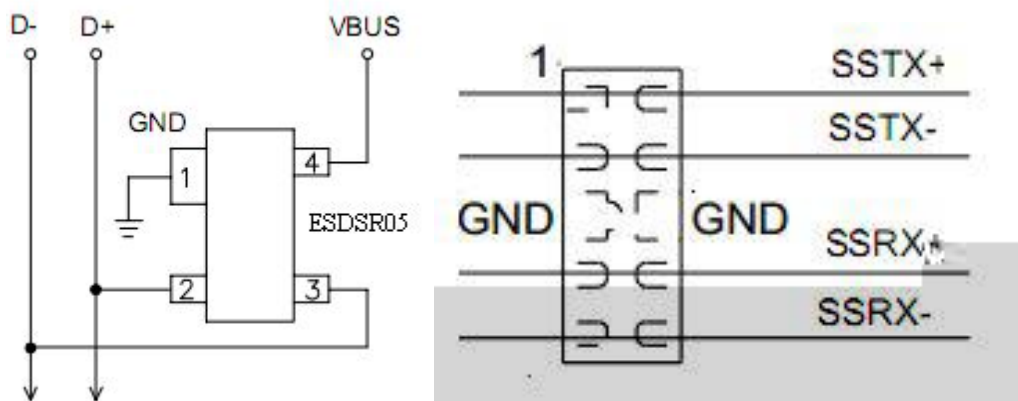 D-
D+
VBUS
GND
1
4
ESDSR05
2
3
1
SSTX+
SSTX-
GND
GND
SSRX+
SSRX-